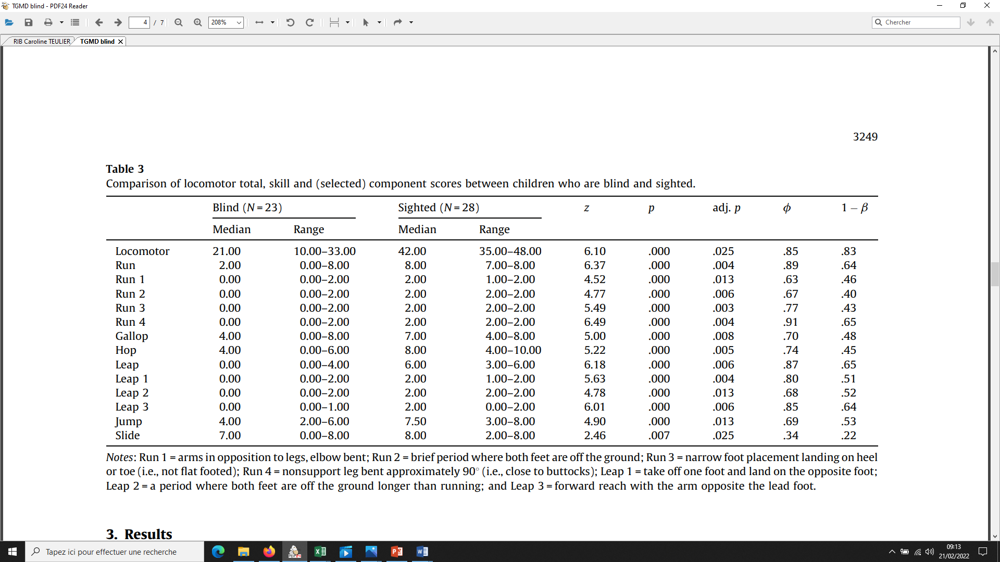 TGMD blind - PDF24 Reader
4 / 7 208% Chercher
RIB Caroline TEULIER TGMD blind
3249
Table 3
Comparison of locomotor total, skill and (selected) component scores between children who are blind and sighted.
Blind (N = 23) Sighted (N = 28) z p adj. p ϕ 1 − β
Median Range Median Range
Locomotor 21.00 10.00–33.00 42.00 35.00–48.00 6.10 .000 .025 .85 .83
Run 2.00 0.00–8.00 8.00 7.00–8.00 6.37 .000 .004 .89 .64
Run 1 0.00 0.00–2.00 2.00 1.00–2.00 4.52 .000 .013 .63 .46
Run 2 0.00 0.00–2.00 2.00 2.00–2.00 4.77 .000 .006 .67 .40
Run 3 0.00 0.00–2.00 2.00 2.00–2.00 5.49 .000 .003 .77 .43
Run 4 0.00 0.00–2.00 2.00 2.00–2.00 6.49 .000 .004 .91 .65
Gallop 4.00 0.00–8.00 7.00 4.00–8.00 5.00 .000 .008 .70 .48
Hop 4.00 0.00–6.00 8.00 4.00–10.00 5.22 .000 .005 .74 .45
Leap 0.00 0.00–4.00 6.00 3.00–6.00 6.18 .000 .006 .87 .65
Leap 1 0.00 0.00–2.00 2.00 1.00–2.00 5.63 .000 .004 .80 .51
Leap 2 0.00 0.00–2.00 2.00 2.00–2.00 4.78 .000 .013 .68 .52
Leap 3 0.00 0.00–1.00 2.00 0.00–2.00 6.01 .000 .006 .85 .64
Jump 4.00 2.00–6.00 7.50 3.00–8.00 4.90 .000 .013 .69 .53
Slide 7.00 0.00–8.00 8.00 2.00–8.00 2.46 .007 .025 .34 .22
Notes: Run 1 = arms in opposition to legs, elbow bent; Run 2 = brief period where both feet are off the ground; Run 3 = narrow foot placement landing on heel
or toe (i.e., not flat footed); Run 4 = nonsupport leg bent approximately 90° (i.e., close to buttocks); Leap 1 = take off one foot and land on the opposite foot;
Leap 2 = a period where both feet are off the ground longer than running; and Leap 3 = forward reach with the arm opposite the lead foot.
3. Results
Tapez ici pour effectuer une recherche
09:13
21/02/2022